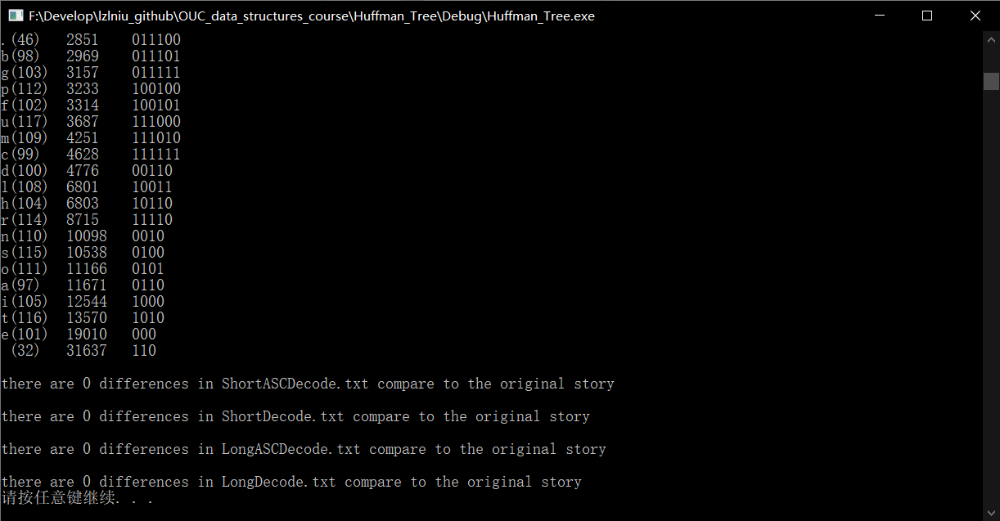 F:\Develop\lzlniu_github\OUC_data_structures_course\Huffman_Tree\Debug\Huffman_Tree.exe
.(46) 2851 011100
b(98) 2969 011101
g(103) 3157 011111
p(112) 3233 100100
f(102) 3314 100101
u(117) 3687 111000
m(109) 4251 111010
c(99) 4628 111111
d(100) 4776 00110
l(108) 6801 10011
h(104) 6803 10110
r(114) 8715 11110
n(110) 10098 0010
s(115) 10538 0100
o(111) 11166 0101
a(97) 11671 0110
i(105) 12544 1000
t(116) 13570 1010
e(101) 19010 000
 (32) 31637 110
there are 0 differences in ShortASCDecode.txt compare to the original story
there are 0 differences in ShortDecode.txt compare to the original story
there are 0 differences in LongASCDecode.txt compare to the original story
there are 0 differences in LongDecode.txt compare to the original story
请按任意键继续. . .